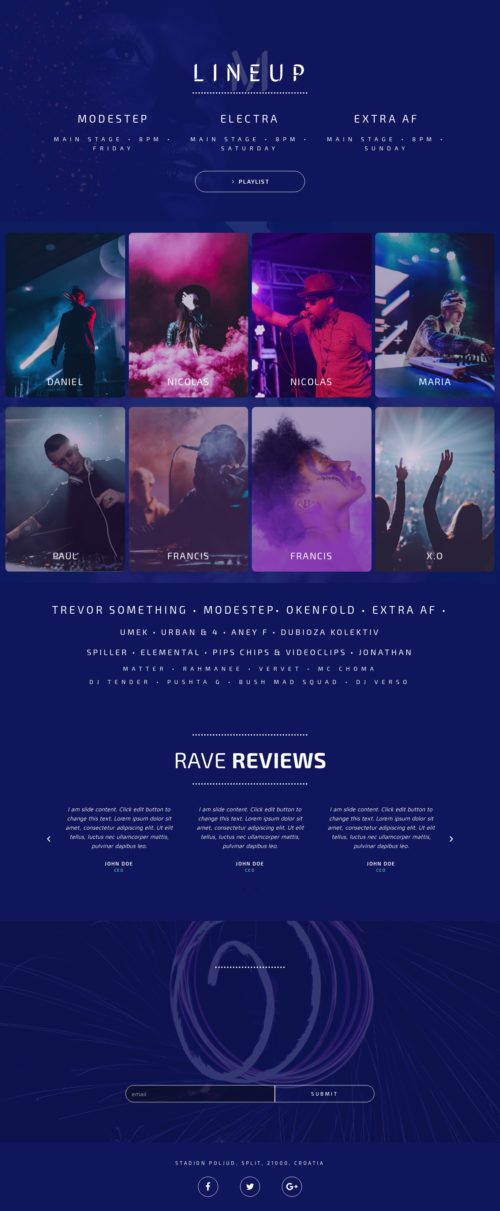 LINEUP
MODESTEP
MAIN STAGE • 8PM •
FRIDAY
ELECTRA
MAIN STAGE • 8PM •
SATURDAY
EXTRA AF
MAIN STAGE • 8PM •
SUNDAY
> PLAYLIST
DANIEL
NICOLAS
NICOLAS
MARIA
PAUL
FRANCIS
FRANCIS
X.O
TREVOR SOMETHING • MODESTEP• OKENFOLD • EXTRA AF •
UMEK • URBAN & 4 • ANEY F • DUBIOZA KOLEKTIV
SPILLER • ELEMENTAL • PIPS CHIPS & VIDEOCLIPS • JONATHAN
MATTER • RAHMANEE • VERVET • MC CHOMA
DJ TENDER • PUSHTA G • BUSH MAD SQUAD • DJ VERSO
RAVE REVIEWS
I am slide content. Click edit button to
change this text. Lorem ipsum dolor sit
amet, consectetur adipiscing elit. Ut elit
tellus, luctus nec ullamcorper mattis,
pulvinar dapibus leo.
JOHN DOE
CEO
I am slide content. Click edit button to
change this text. Lorem ipsum dolor sit
amet, consectetur adipiscing elit. Ut elit
tellus, luctus nec ullamcorper mattis,
pulvinar dapibus leo.
JOHN DOE
CEO
I am slide content. Click edit button to
change this text. Lorem ipsum dolor sit
amet, consectetur adipiscing elit. Ut elit
tellus, luctus nec ullamcorper mattis,
pulvinar dapibus leo.
JOHN DOE
CEO
email
SUBMIT
STADION POLJUD, SPLIT, 21000, CROATIA